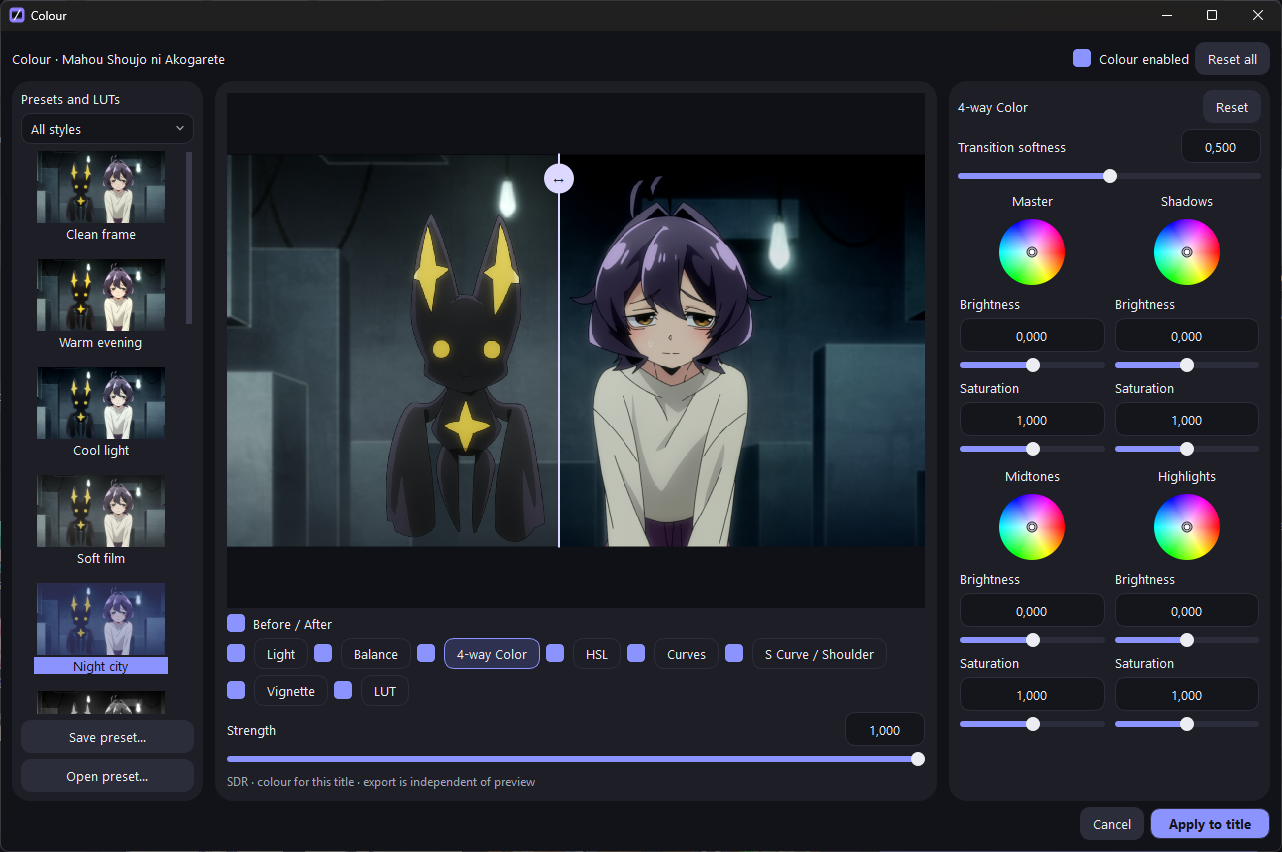 Colour
Colour · Mahou Shoujo ni Akogarete
Colour enabled
Reset all
Presets and LUTs
All styles
Clean frame
Warm evening
Cool light
Soft film
Night city
Save preset...
Open preset...
Before / After
Light
Balance
4-way Color
HSL
Curves
S Curve / Shoulder
Vignette
LUT
Strength
1,000
SDR · colour for this title · export is independent of preview
4-way Color
Reset
Transition softness
0,500
Master
Shadows
Brightness
Brightness
0,000
0,000
Saturation
Saturation
1,000
1,000
Midtones
Highlights
Brightness
Brightness
0,000
0,000
Saturation
Saturation
1,000
1,000
Cancel
Apply to title